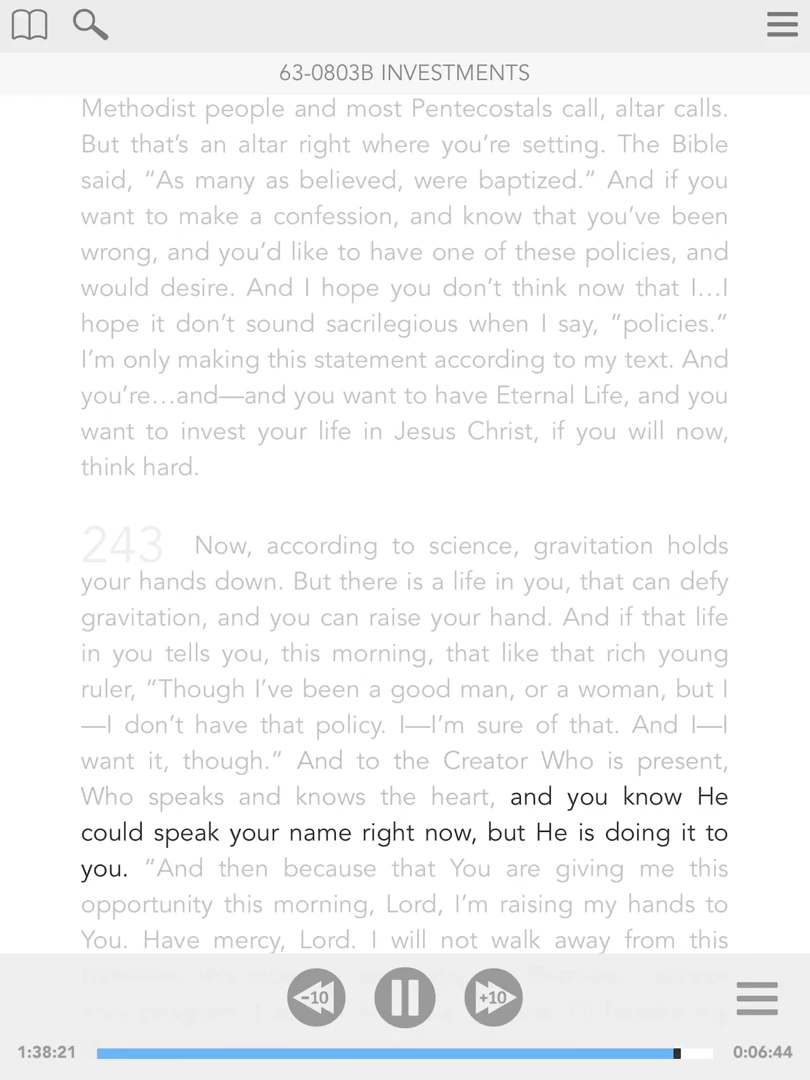 63-0803B INVESTMENTS
Methodist people and most Pentecostals call, altar calls.
But that’s an altar right where you’re setting. The Bible
said, “As many as believed, were baptized.” And if you
want to make a confession, and know that you’ve been
wrong, and you’d like to have one of these policies, and
would desire. And I hope you don’t think now that I…I
hope it don’t sound sacrilegious when I say, “policies.”
I’m only making this statement according to my text. And
you’re…and—and you want to have Eternal Life, and you
want to invest your life in Jesus Christ, if you will now,
think hard.
243 Now, according to science, gravitation holds
your hands down. But there is a life in you, that can defy
gravitation, and you can raise your hand. And if that life
in you tells you, this morning, that like that rich young
ruler, “Though I’ve been a good man, or a woman, but I
—I don’t have that policy. I—I’m sure of that. And I—I
want it, though.” And to the Creator Who is present,
Who speaks and knows the heart, and you know He
could speak your name right now, but He is doing it to
you. “And then because that You are giving me this
opportunity this morning, Lord, I’m raising my hands to
You. Have mercy, Lord. I will not walk away from this
-10 +10
1:38:21 0:06:44